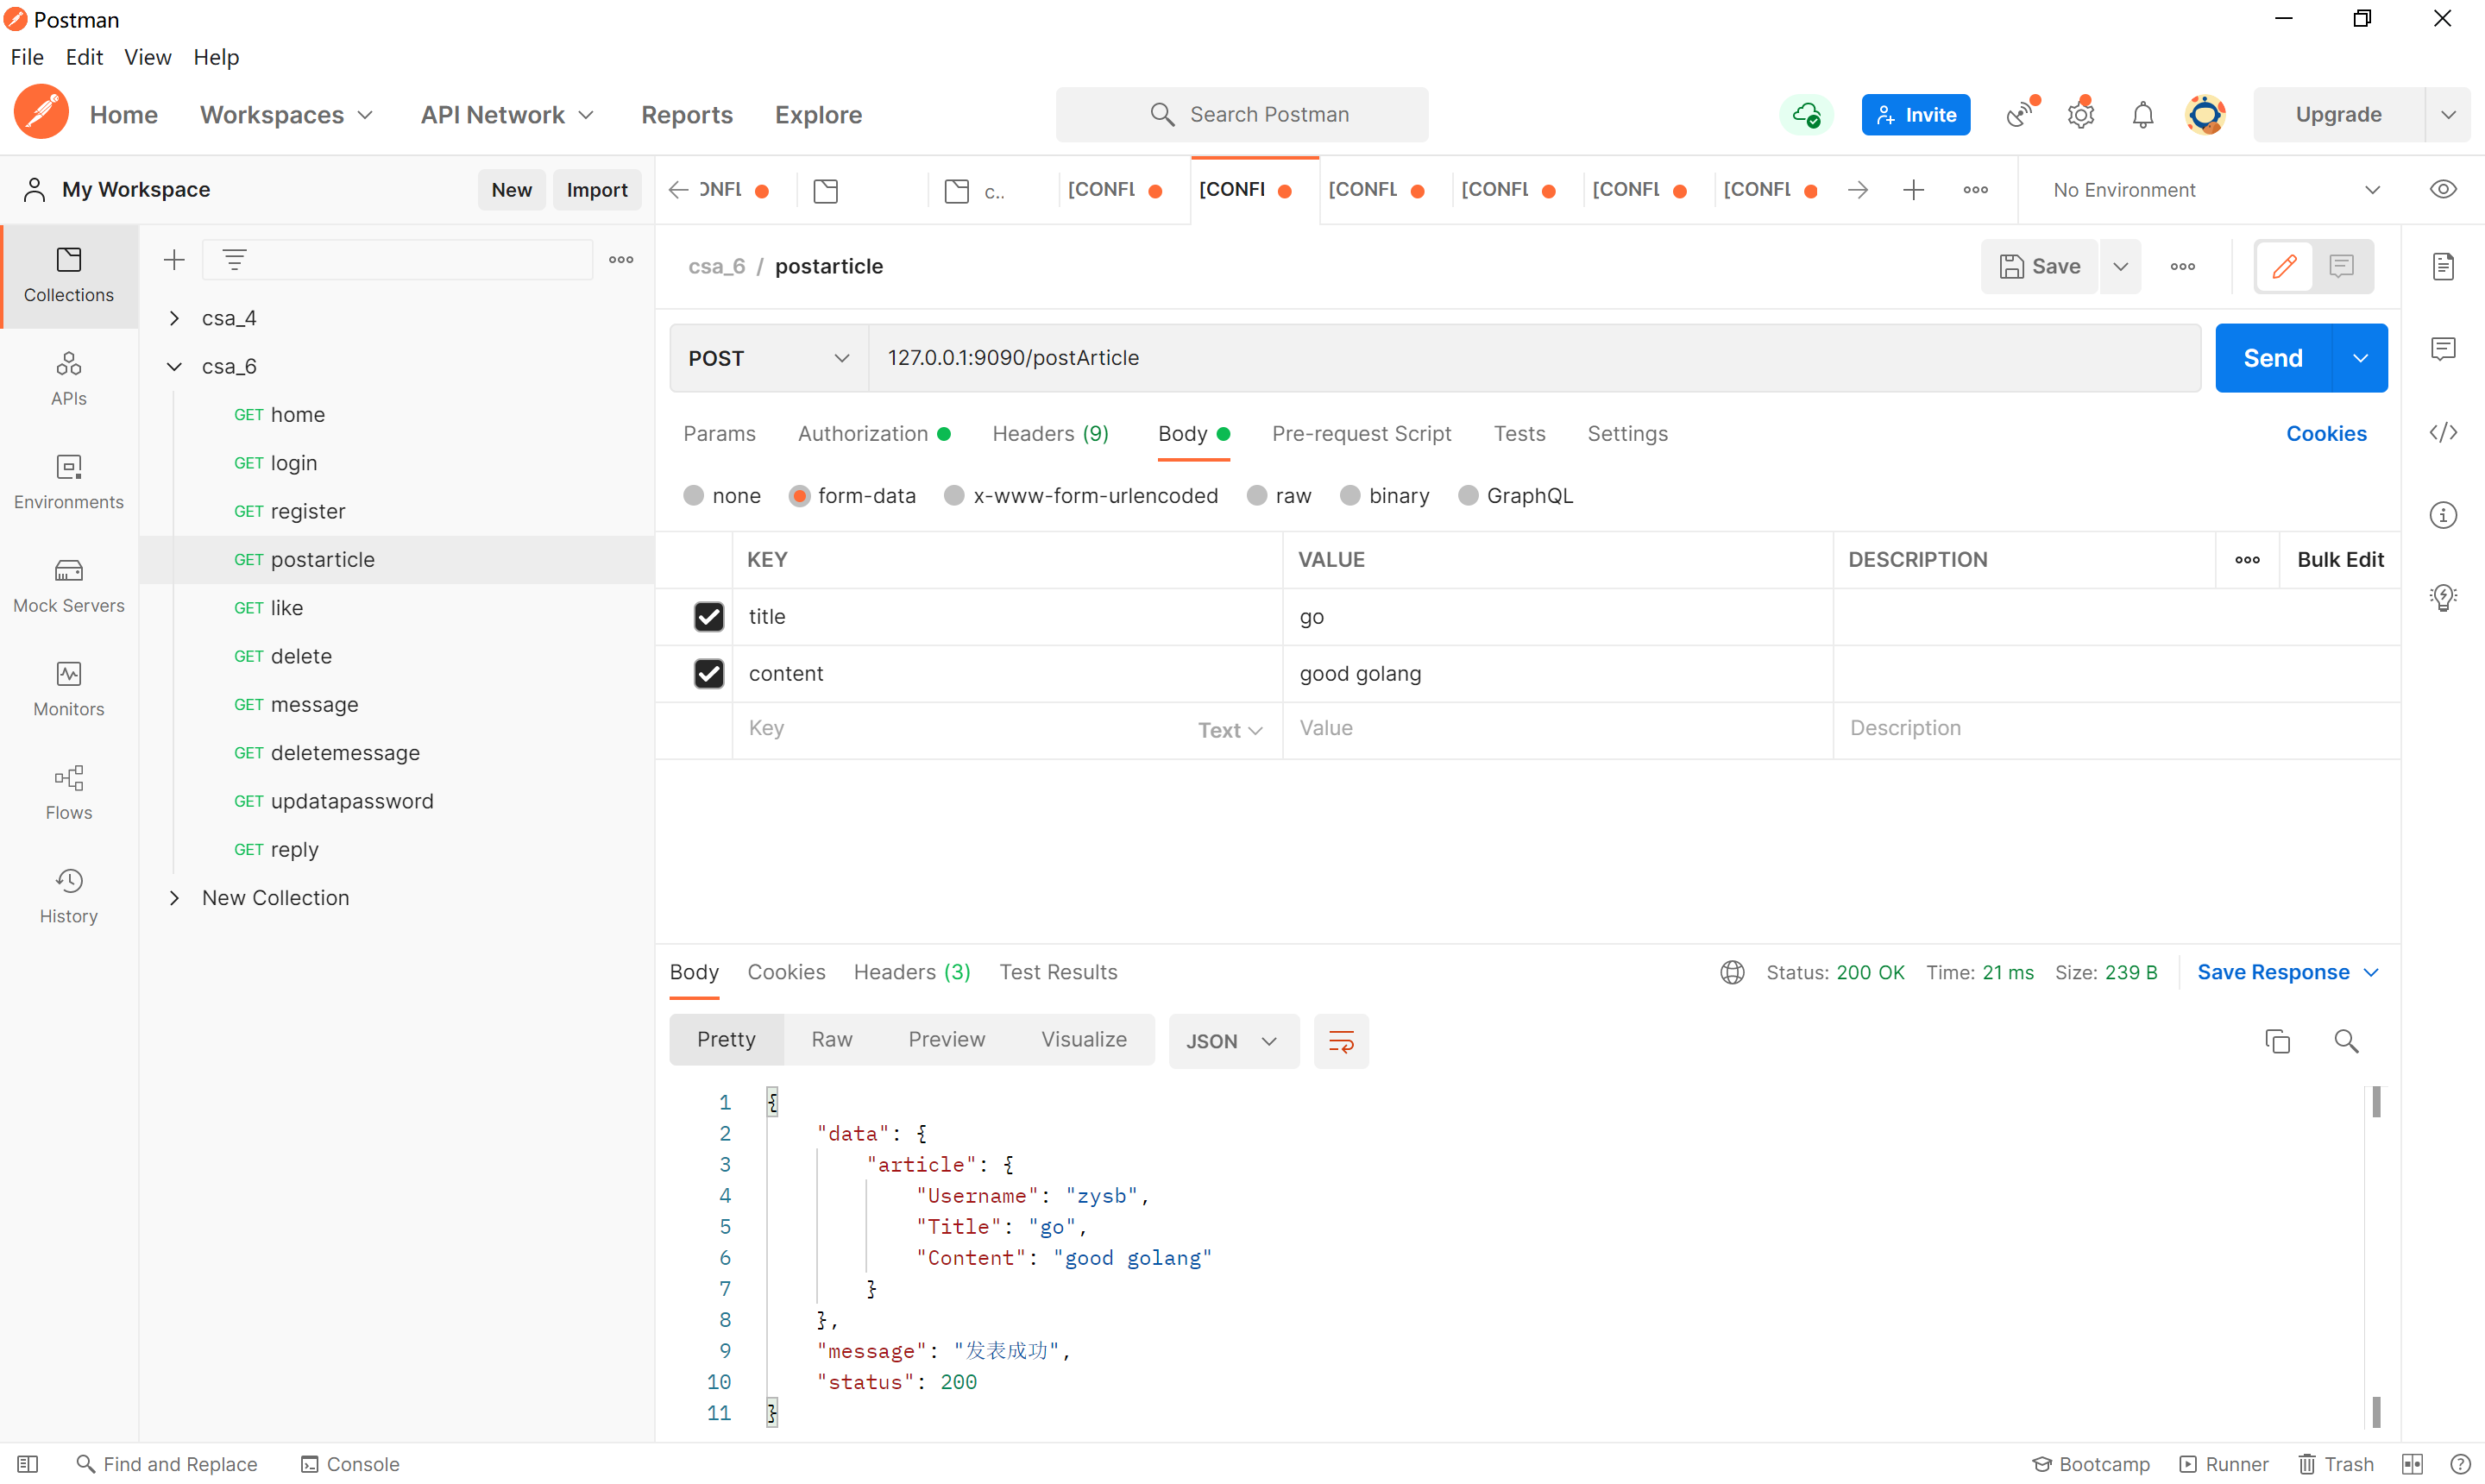 Postman
File Edit View Help
Home Workspaces API Network Reports Explore Search Postman Invite Upgrade
My Workspace New Import
ONFL [CONFL [CONFL [CONFL [CONFL [CONFL [CONFL No Environment
c..
Collections
APIs
Environments
Mock Servers
Monitors
Flows
History
csa_4
csa_6
GET home
GET login
GET register
GET postarticle
GET like
GET delete
GET message
GET deletemessage
GET updatapassword
GET reply
New Collection
csa_6 / postarticle Save
POST 127.0.0.1:9090/postArticle Send
Params Authorization Headers (9) Body Pre-request Script Tests Settings Cookies
none form-data x-www-form-urlencoded raw binary GraphQL
KEY VALUE DESCRIPTION Bulk Edit
title go
content good golang
Key Text Value Description
Body Cookies Headers (3) Test Results Status: 200 OK Time: 21 ms Size: 239 B Save Response
Pretty Raw Preview Visualize JSON
1 {
2 "data": {
3 "article": {
4 "Username": "zysb",
5 "Title": "go",
6 "Content": "good golang"
7 }
8 },
9 "message": "发表成功",
10 "status": 200
11 }
Find and Replace Console Bootcamp Runner Trash